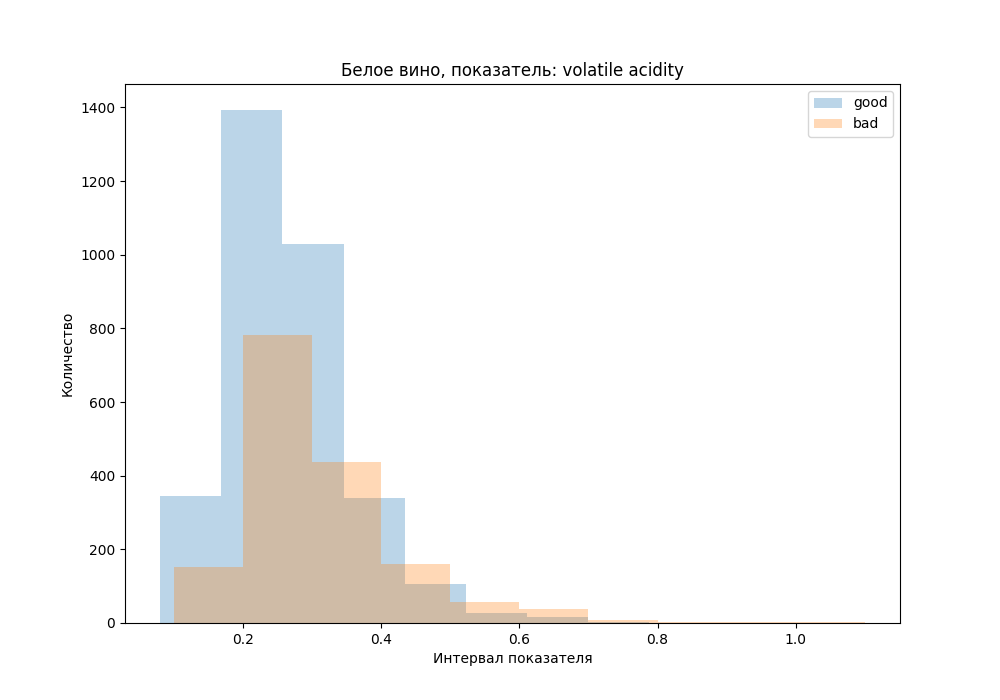 Белое вино, показатель: volatile acidity
good
bad
1400
1200
1000
800
600
400
200
0
Количество
0.2
0.4
0.6
0.8
1.0
Интервал показателя